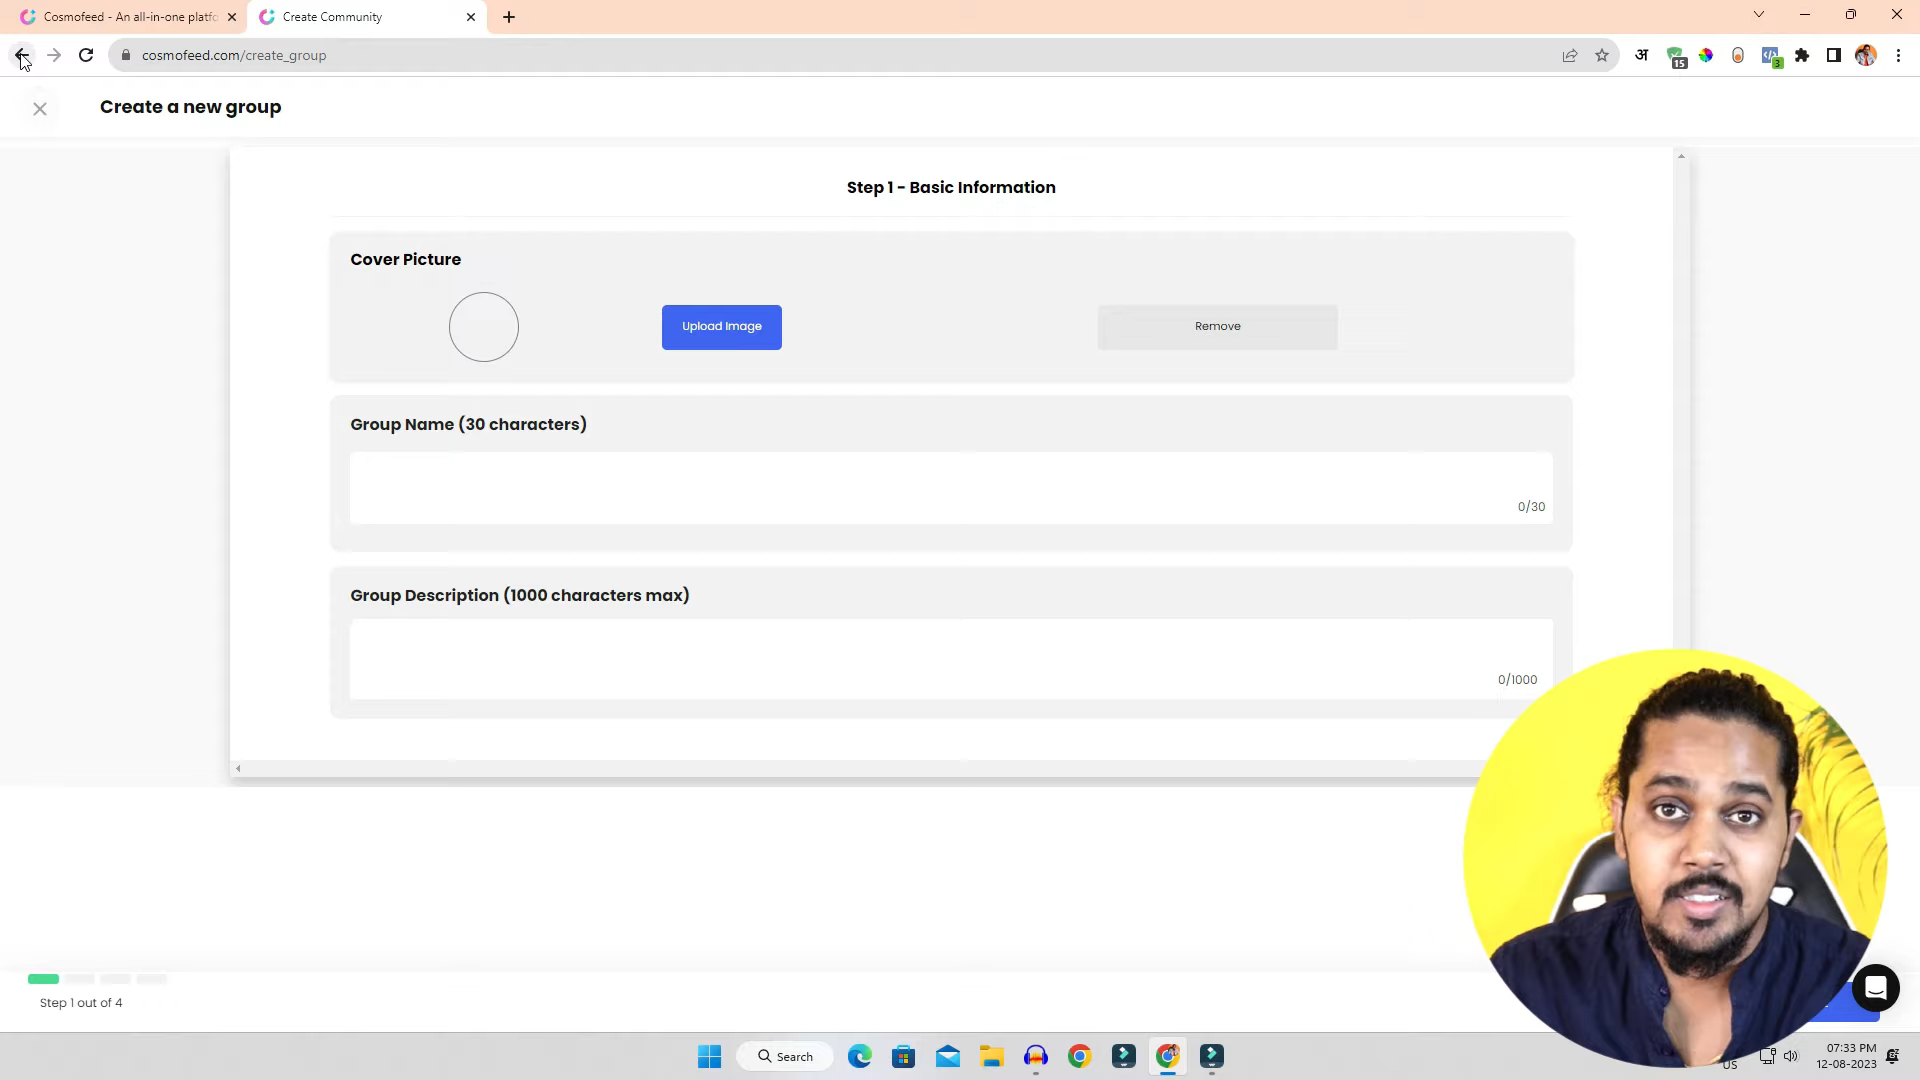 Cosmofeed - An all-in-one platfo
Create Community
cosmofeed.com/create_group
अ
15
3
Create a new group
Step 1 - Basic Information
Cover Picture
Upload Image
Remove
Group Name (30 characters)
0/30
Group Description (1000 characters max)
0/1000
Step 1 out of 4
Search
US
07:33 PM
12-08-2023